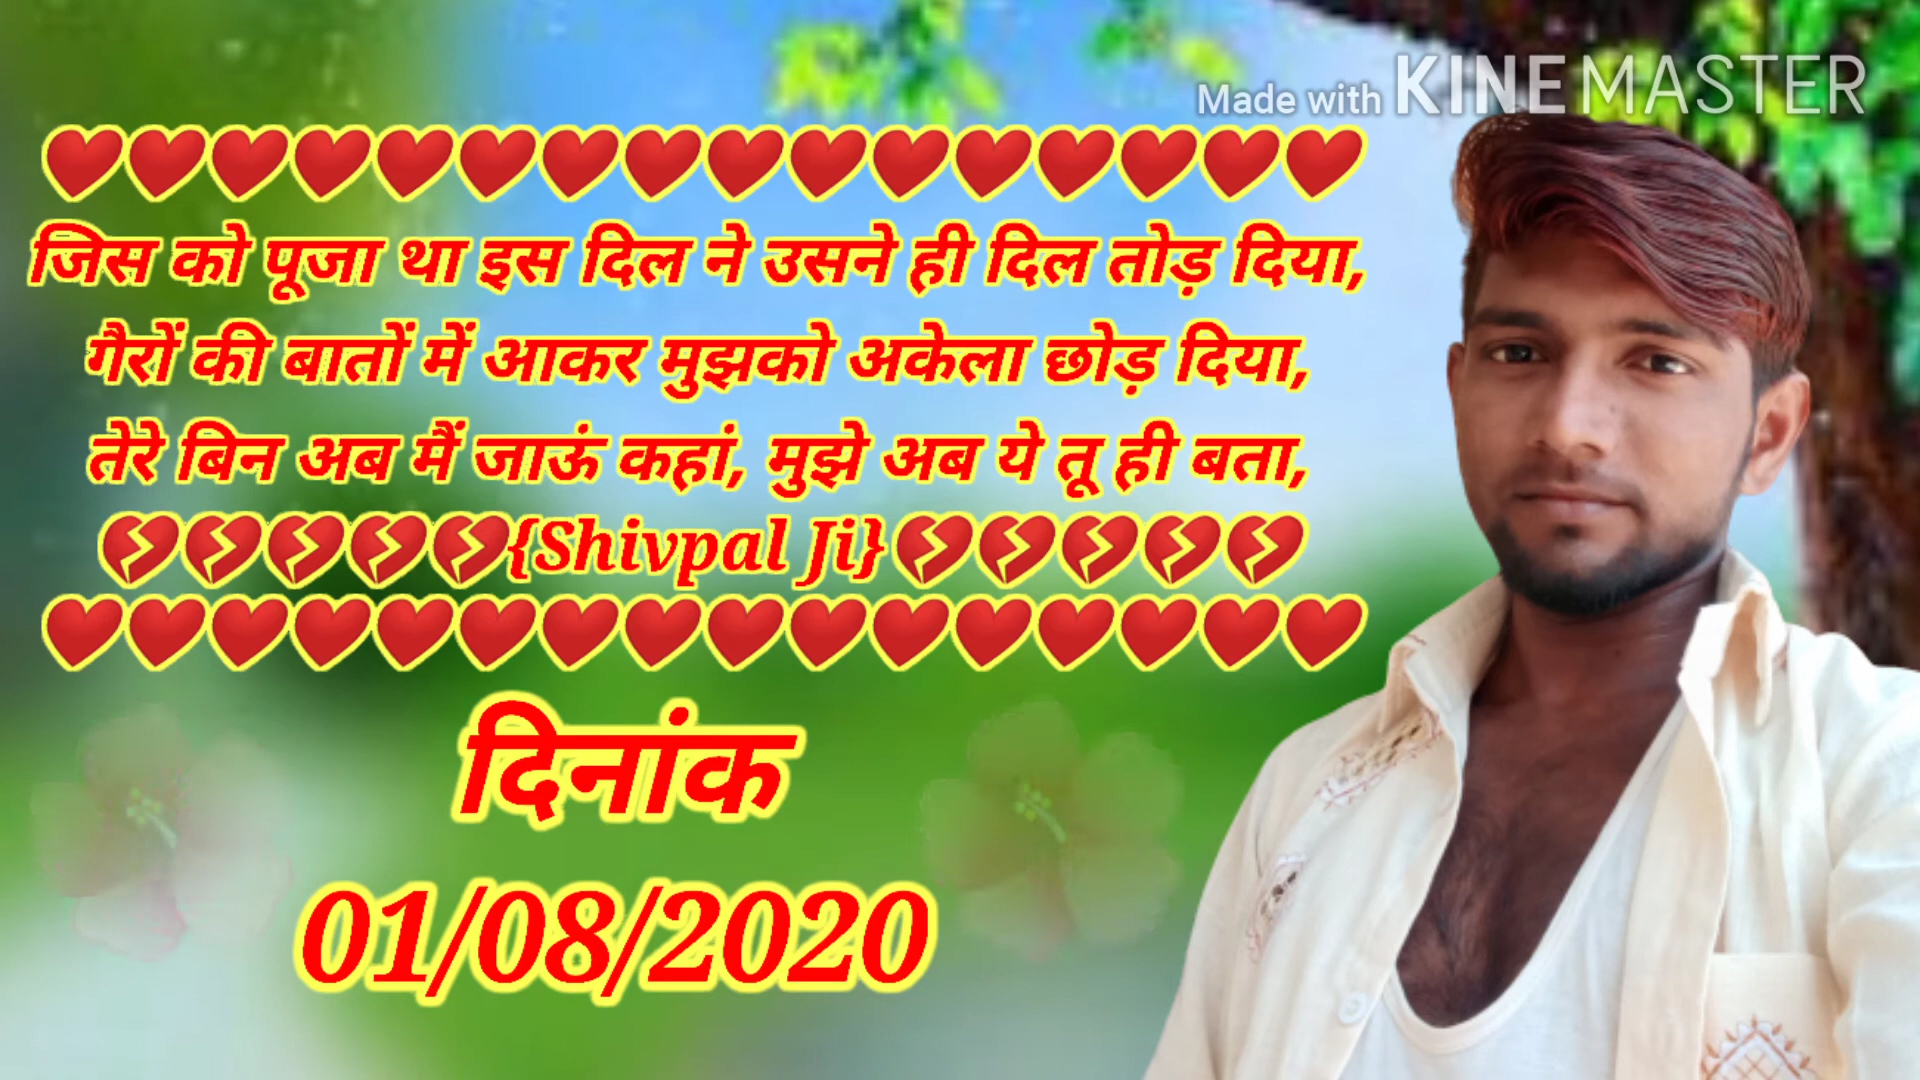 Made with KINEMASTER
❤❤❤❤❤❤❤❤❤❤❤❤❤❤❤❤
जिस को पूजा था इस दिल ने उसने ही दिल तोड़ दिया,
गैरों की बातों में आकर मुझको अकेला छोड़ दिया,
तेरे बिन अब मैं जाऊं कहां, मुझे अब ये तू ही बता,
💔💔💔💔💔{Shivpal Ji}💔💔💔💔💔
❤❤❤❤❤❤❤❤❤❤❤❤❤❤❤❤
दिनांक
01/08/2020